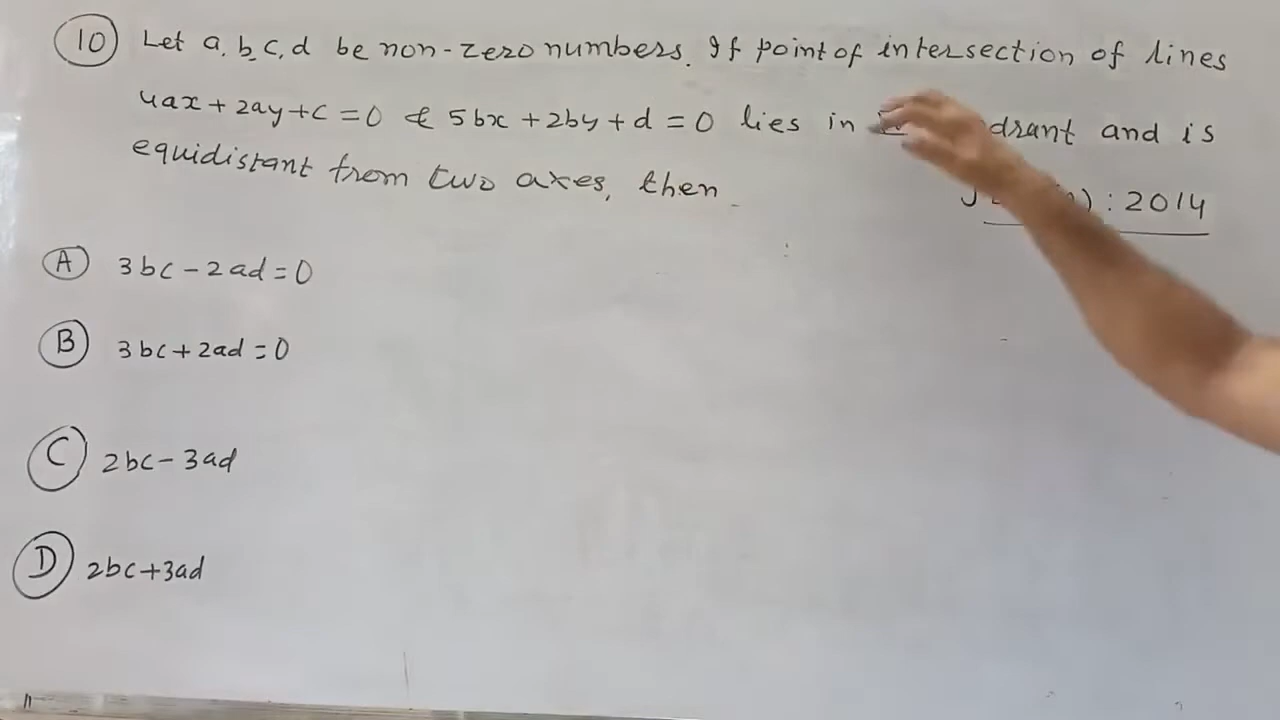 10 Let a, b, c, d be non-zero numbers. If point of intersection of lines
4ax + 2ay + c = 0 & 5bx + 2by + d = 0 lies in drant and is
equidistant from two axes, then
) : 2014
A 3bc - 2ad = 0
B 3bc + 2ad = 0
C 2bc - 3ad
D 2bc + 3ad